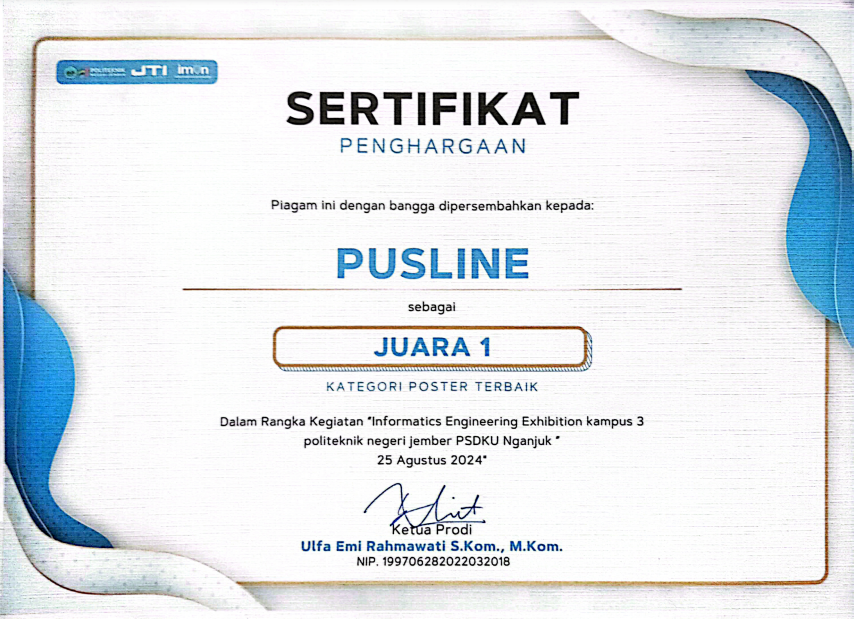 POLITEKNIK JTI
SERTIFIKAT
PENGHARGAAN
Piagam ini dengan bangga dipersembahkan kepada:
PUSLINE
sebagai
JUARA 1
KATEGORI POSTER TERBAIK
Dalam Rangka Kegiatan "Informatics Engineering Exhibition kampus 3
politeknik negeri jember PSDKU Nganjuk "
25 Agustus 2024"
Ketua Prodi
Ulfa Emi Rahmawati S.Kom., M.Kom.
NIP. 199706282022032018